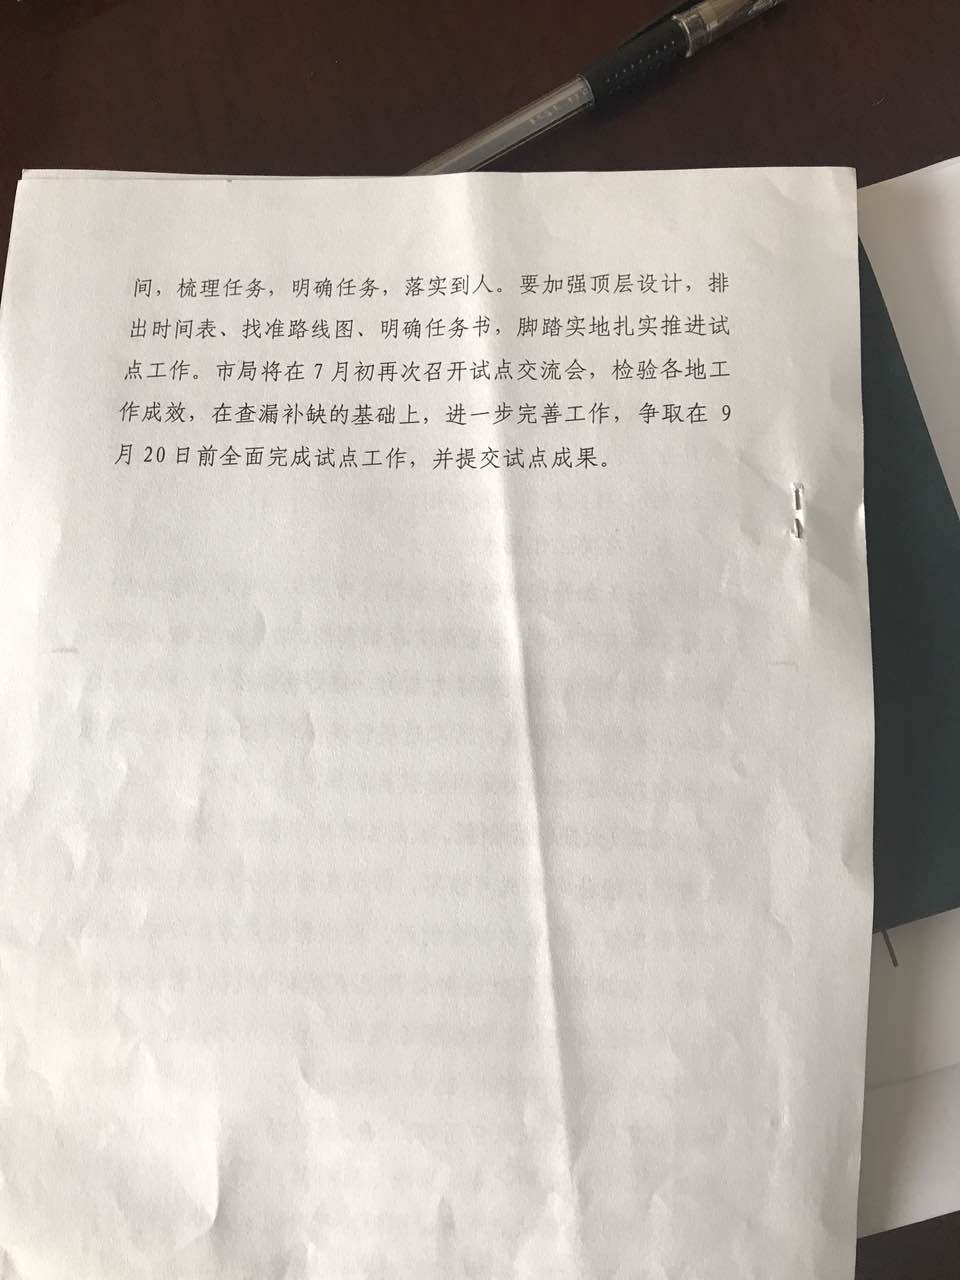 间，梳理任务，明确任务，落实到人。要加强顶层设计，排
出时间表、找准路线图、明确任务书，脚踏实地扎实推进试
点工作。市局将在7月初再次召开试点交流会，检验各地工
作成效，在查漏补缺的基础上，进一步完善工作，争取在 9
月 20 日前全面完成试点工作，并提交试点成果。